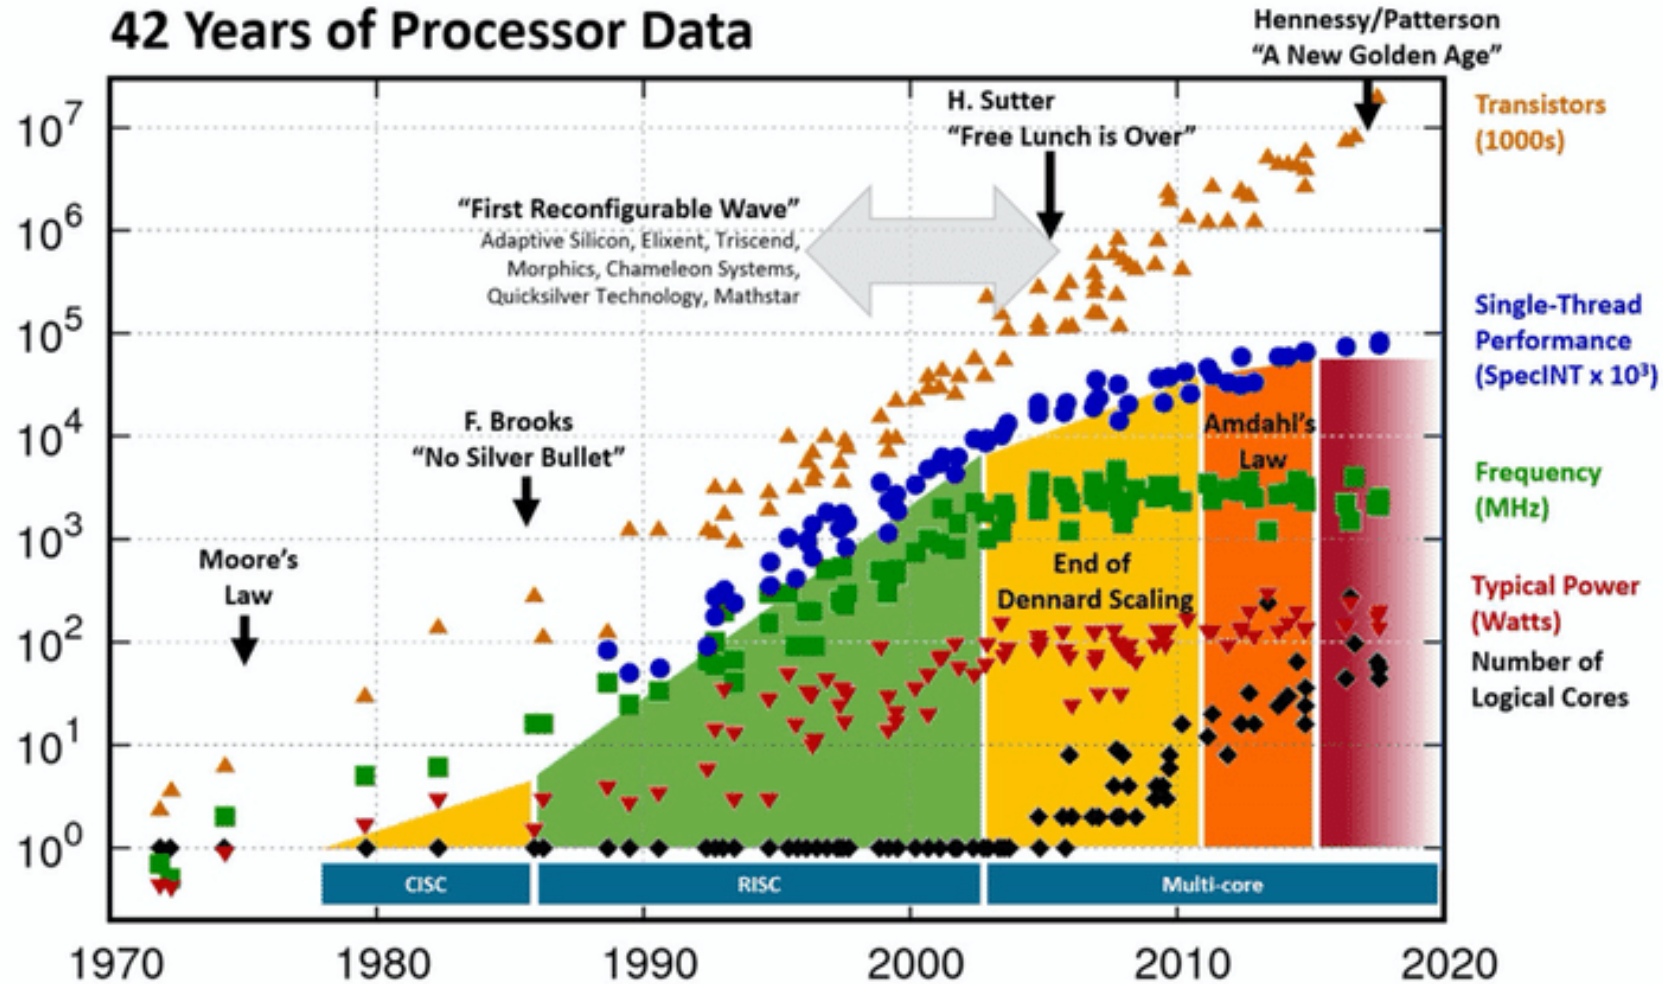 42 Years of Processor Data
Hennessy/Patterson
“A New Golden Age”
H. Sutter
“Free Lunch is Over”
“First Reconfigurable Wave”
Adaptive Silicon, Elixent, Triscend,
Morphics, Chameleon Systems,
Quicksilver Technology, Mathstar
F. Brooks
“No Silver Bullet”
Moore’s
Law
Amdahl’s
Law
End of
Dennard Scaling
Transistors
(1000s)
Single-Thread
Performance
(SpecINT x 10³)
Frequency
(MHz)
Typical Power
(Watts)
Number of
Logical Cores
10⁷
10⁶
10⁵
10⁴
10³
10²
10¹
10⁰
CISC
RISC
Multi-core
1970
1980
1990
2000
2010
2020